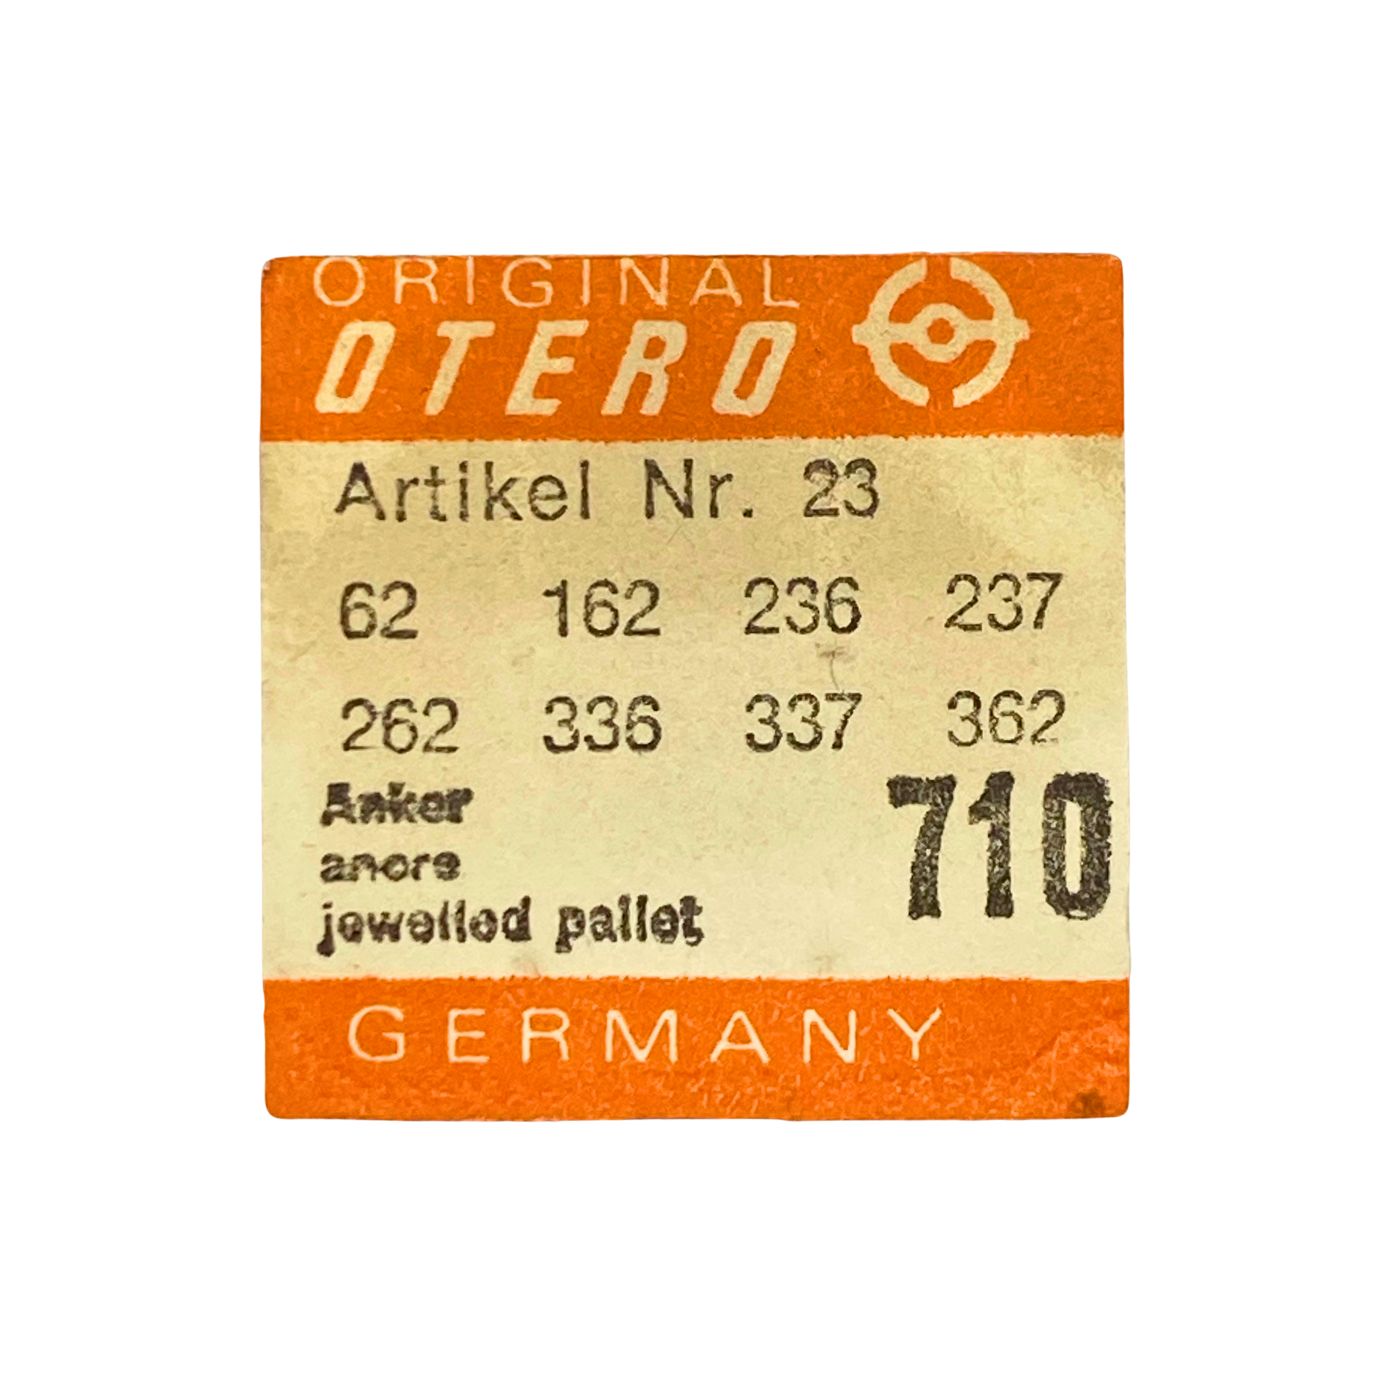 ORIGINAL
OTERO
Artikel Nr. 23
62 162 236 237
262 336 337 362
Anker
ancre
jewelled pallet
710
GERMANY